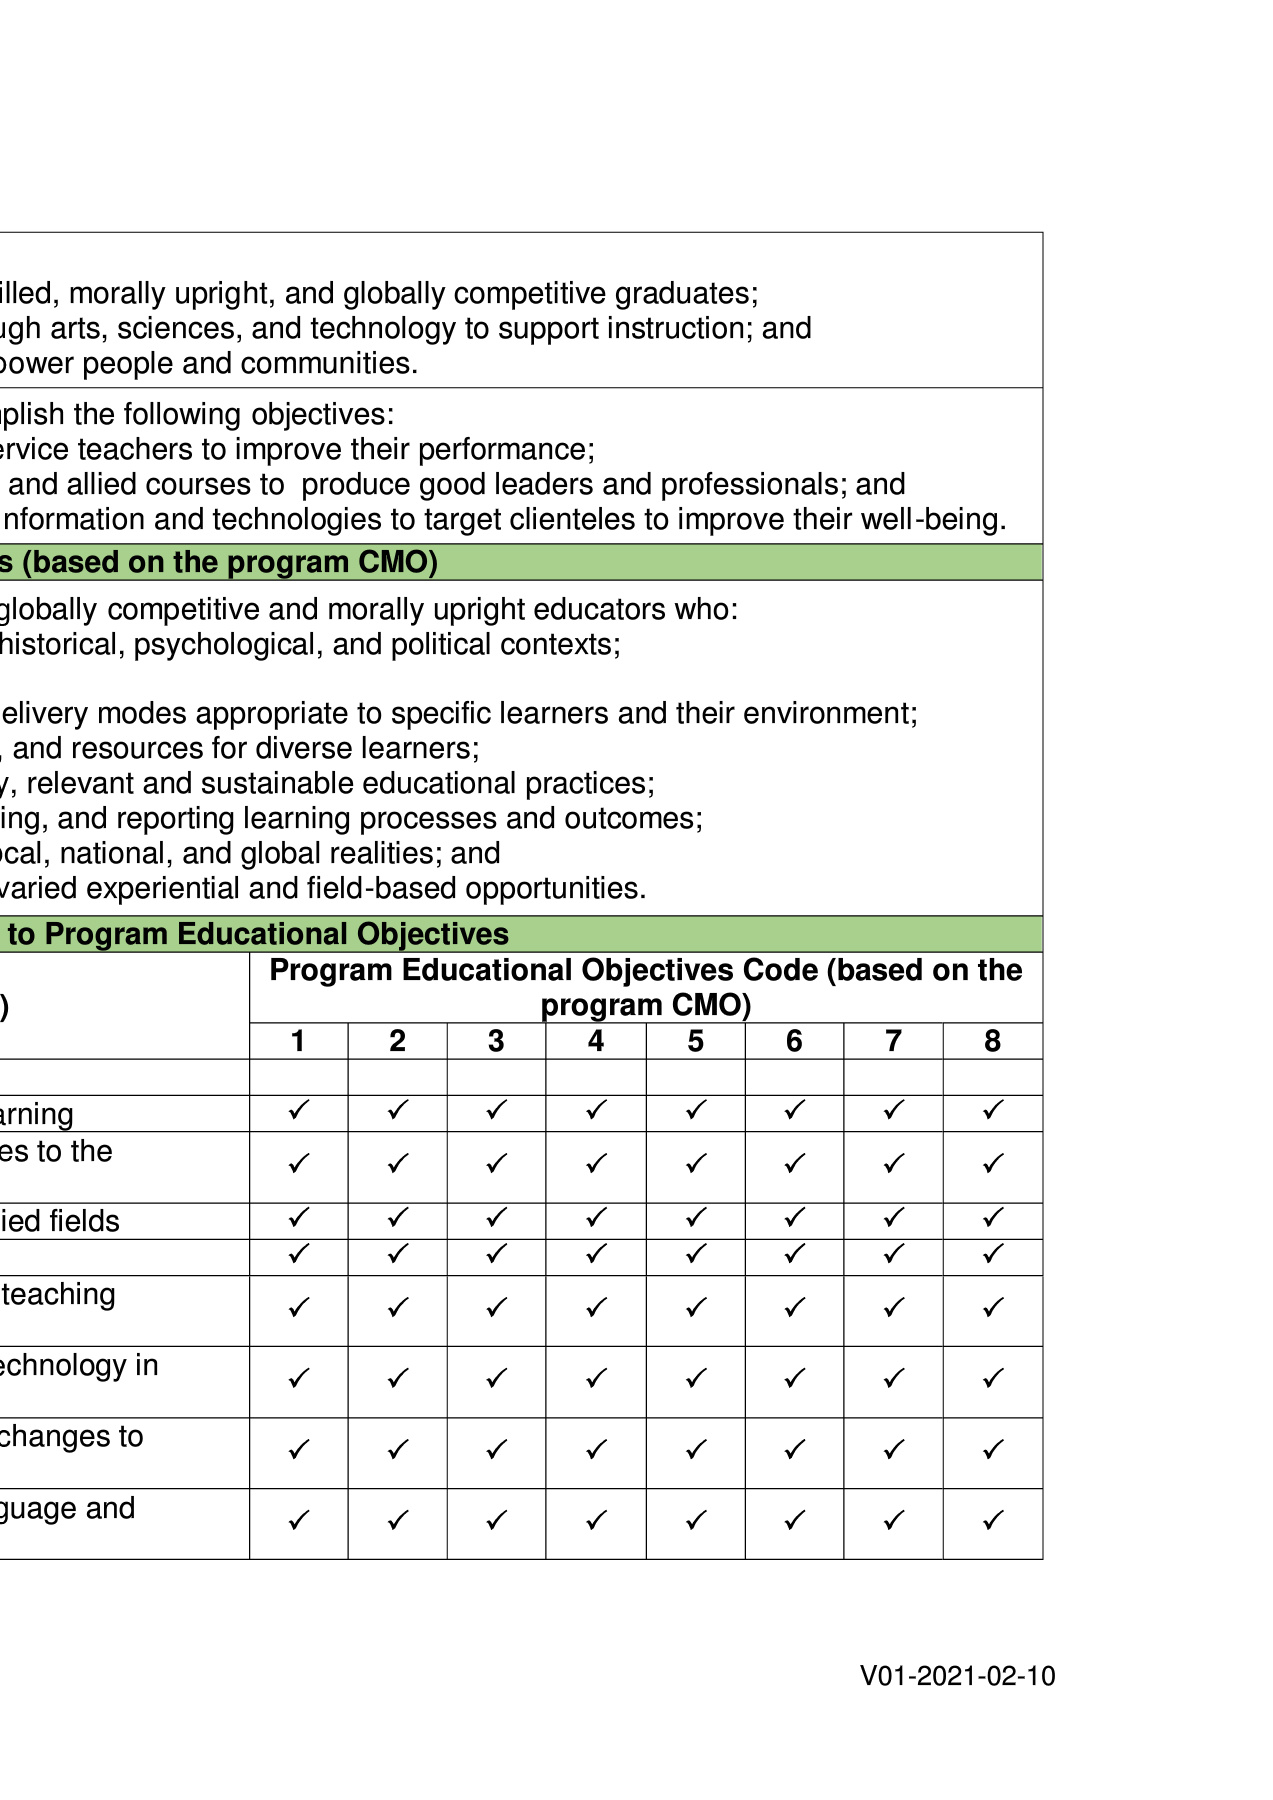 illed, morally upright, and globally competitive graduates;
ugh arts, sciences, and technology to support instruction; and
power people and communities.
plish the following objectives:
ervice teachers to improve their performance;
and allied courses to  produce good leaders and professionals; and
nformation and technologies to target clienteles to improve their well-being.
s (based on the program CMO)
globally competitive and morally upright educators who:
historical, psychological, and political contexts;
elivery modes appropriate to specific learners and their environment;
, and resources for diverse learners;
y, relevant and sustainable educational practices;
ing, and reporting learning processes and outcomes;
ocal, national, and global realities; and
varied experiential and field-based opportunities.
to Program Educational Objectives
Program Educational Objectives Code (based on the
) program CMO)
1 2 3 4 5 6 7 8
arning ✓ ✓ ✓ ✓ ✓ ✓ ✓ ✓
es to the
✓ ✓ ✓ ✓ ✓ ✓ ✓ ✓
ied fields ✓ ✓ ✓ ✓ ✓ ✓ ✓ ✓
✓ ✓ ✓ ✓ ✓ ✓ ✓ ✓
teaching
✓ ✓ ✓ ✓ ✓ ✓ ✓ ✓
echnology in
✓ ✓ ✓ ✓ ✓ ✓ ✓ ✓
changes to
✓ ✓ ✓ ✓ ✓ ✓ ✓ ✓
guage and
✓ ✓ ✓ ✓ ✓ ✓ ✓ ✓
V01-2021-02-10